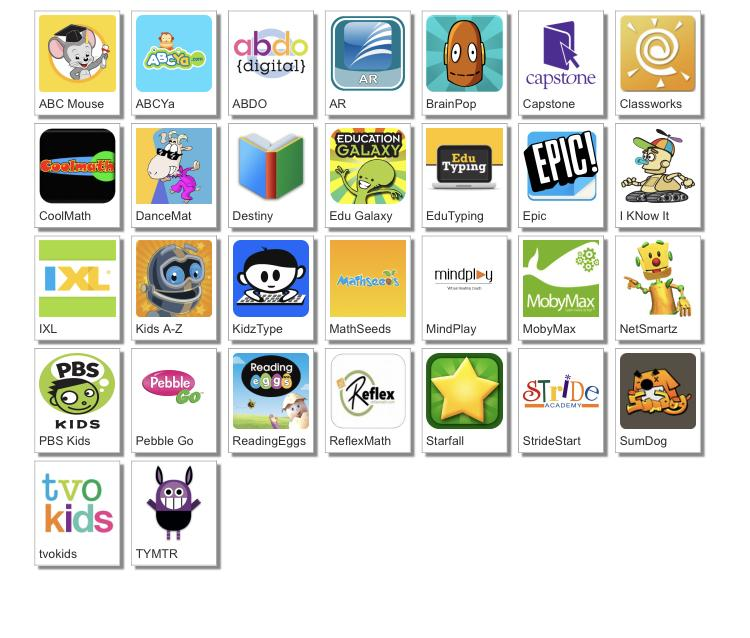 ABC Mouse
ABCYa.com
ABCYa
abdo
{digital}
ABDO
AR
AR
BrainPop
capstone
Capstone
Classworks
Coolmath
CoolMath
DanceMat
Destiny
EDUCATION
GALAXY
Edu Galaxy
Edu
Typing
EduTyping
EPIC!
Epic
I KNow It
IXL
IXL
Kids A-Z
KidzType
Mathseeds
MathSeeds
mindplay
Virtual Reading Coach
MindPlay
MobyMax
MobyMax
NetSmartz
PBS
KIDS
PBS Kids
Pebble
GO
Pebble Go
Reading
eggs
ReadingEggs
Reflex
ReflexMath
Starfall
STRIDE
ACADEMY
StrideStart
SumDog
tvo
kids
tvokids
TYMTR